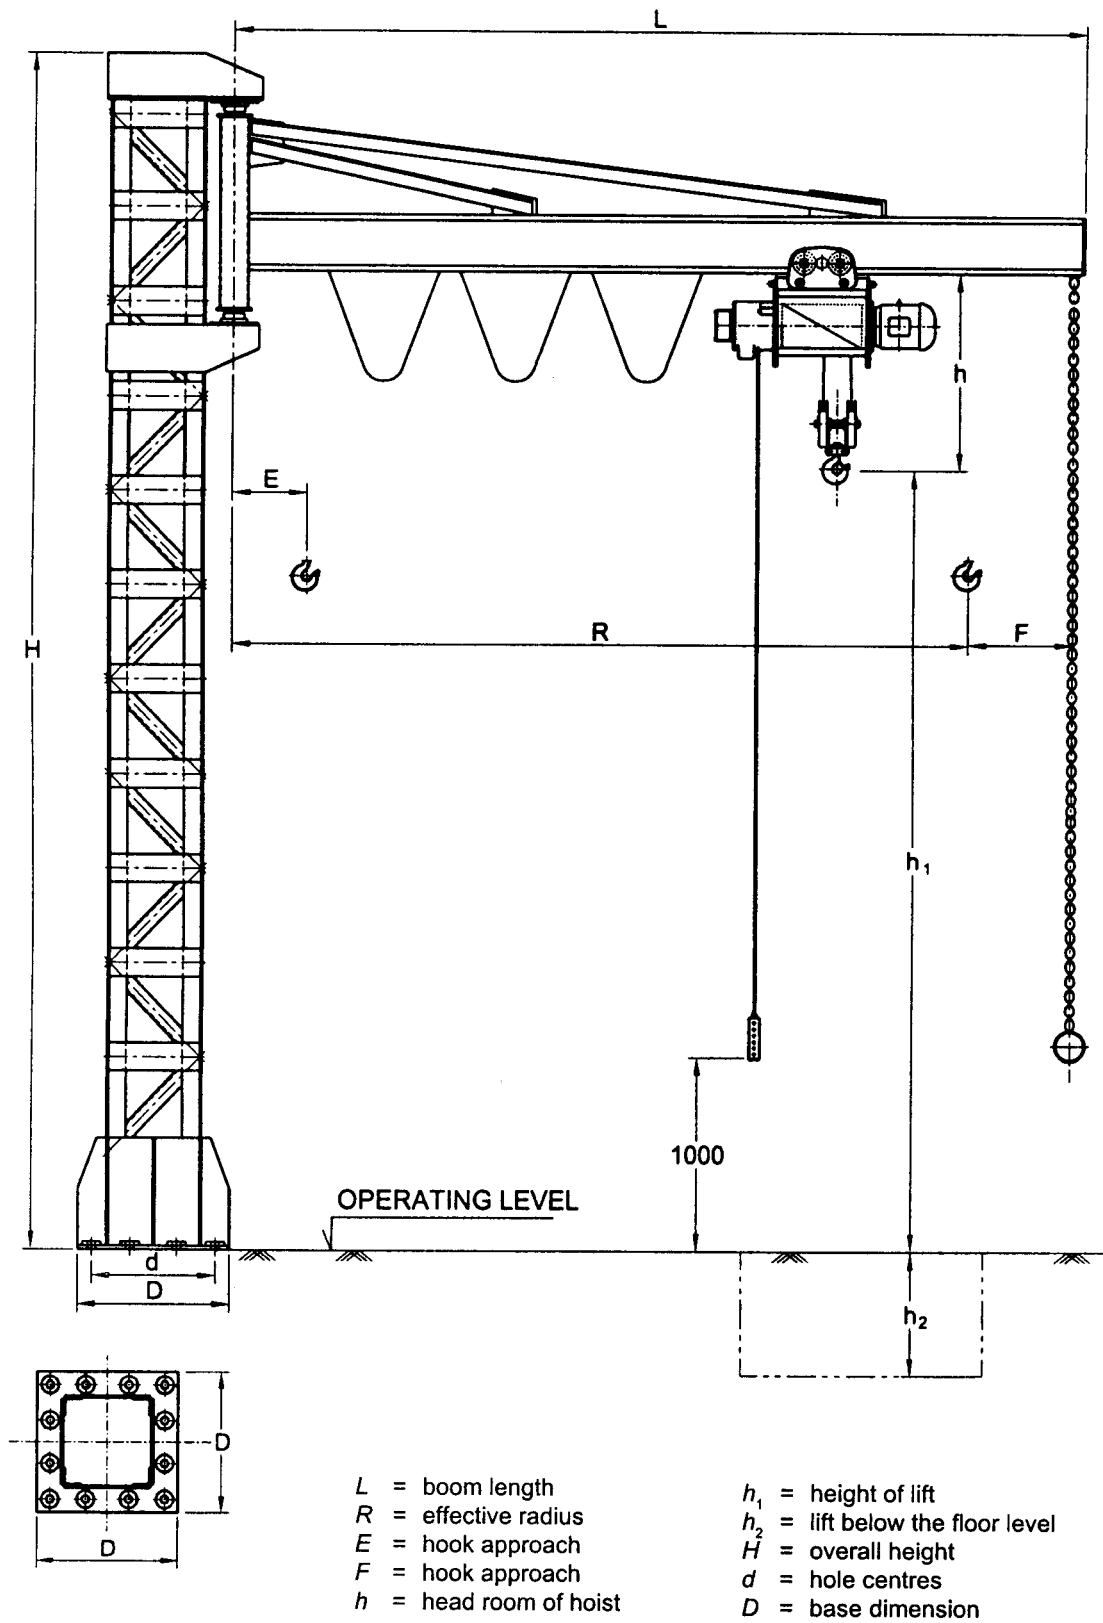 L
h
E
H
R
F
h₁
1000
OPERATING LEVEL
d
D
h₂
D
D
L = boom length
R = effective radius
E = hook approach
F = hook approach
h = head room of hoist
h₁ = height of lift
h₂ = lift below the floor level
H = overall height
d = hole centres
D = base dimension